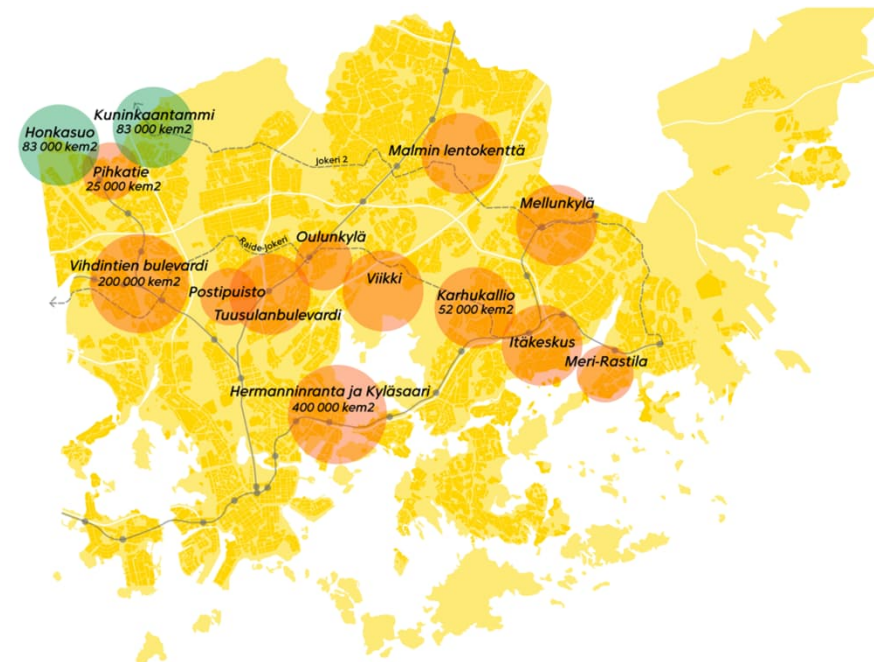 Kuninkaantammi
83 000 kem2
Honkasuo
83 000 kem2
Pihkatie
25 000 kem2
Jokeri 2
Malmin lentokenttä
Mellunkylä
Raide-Jokeri
Oulunkylä
Vihdintien bulevardi
200 000 kem2
Postipuisto
Tuusulanbulevardi
Viikki
Karhukallio
52 000 kem2
Itäkeskus
Meri-Rastila
Hermanninranta ja Kyläsaari
400 000 kem2